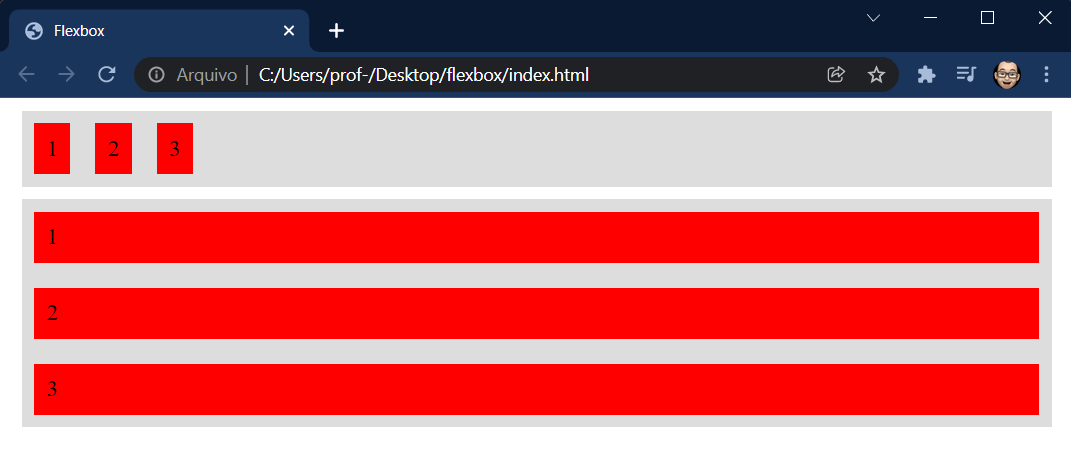 Flexbox
Arquivo C:/Users/prof-/Desktop/flexbox/index.html
1 2 3
1
2
3